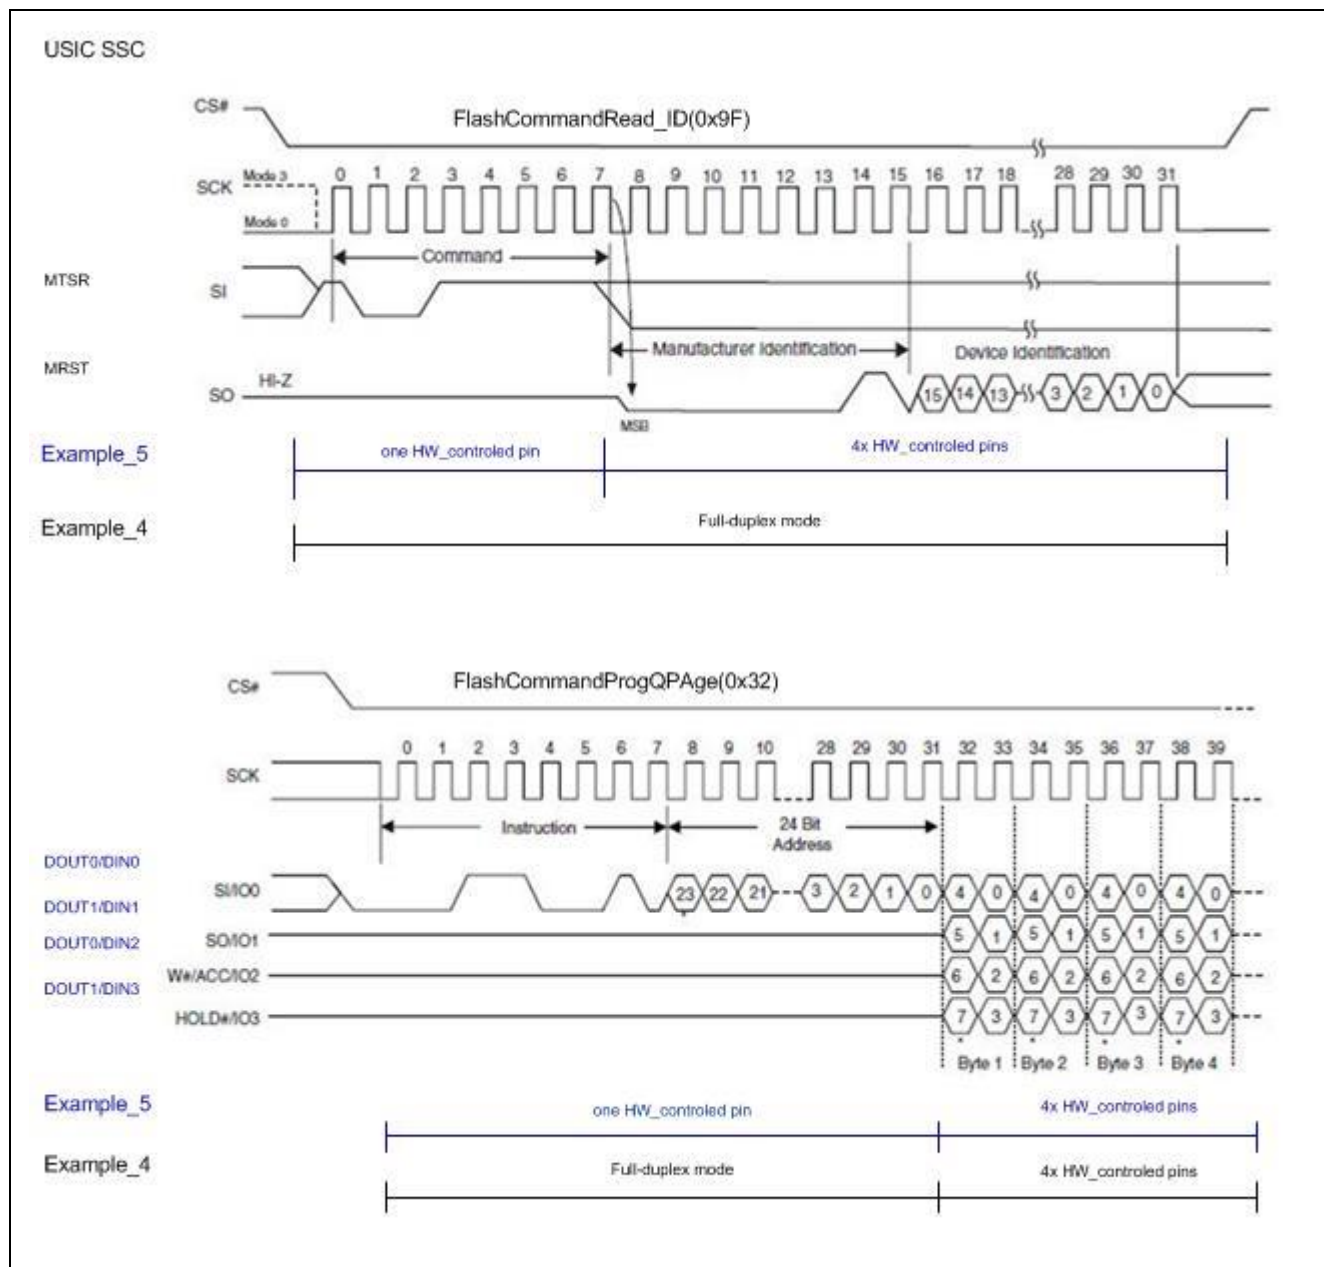 USIC SSC
CS#
FlashCommandRead_ID(0x9F)
SCK
Mode 3
Mode 0
0 1 2 3 4 5 6 7 8 9 10 11 12 13 14 15 16 17 18 28 29 30 31
Command
MTSR
SI
Manufacturer Identification
Device Identification
MRST
HI-Z
SO
MSB
15 14 13 3 2 1 0
Example_5
one HW_controled pin
4x HW_controled pins
Example_4
Full-duplex mode
CS#
FlashCommandProgQPAge(0x32)
0 1 2 3 4 5 6 7 8 9 10 28 29 30 31 32 33 34 35 36 37 38 39
SCK
Instruction
24 Bit
Address
DOUT0/DIN0
SI/IO0
23 22 21 3 2 1 0 4 0 4 0 4 0 4 0
DOUT1/DIN1
SO/IO1
5 1 5 1 5 1 5 1
DOUT0/DIN2
W#/ACC/IO2
6 2 6 2 6 2 6 2
DOUT1/DIN3
HOLD#/IO3
7 3 7 3 7 3 7 3
* * * * *
Byte 1 Byte 2 Byte 3 Byte 4
Example_5
one HW_controled pin
4x HW_controled pins
Example_4
Full-duplex mode
4x HW_controled pins